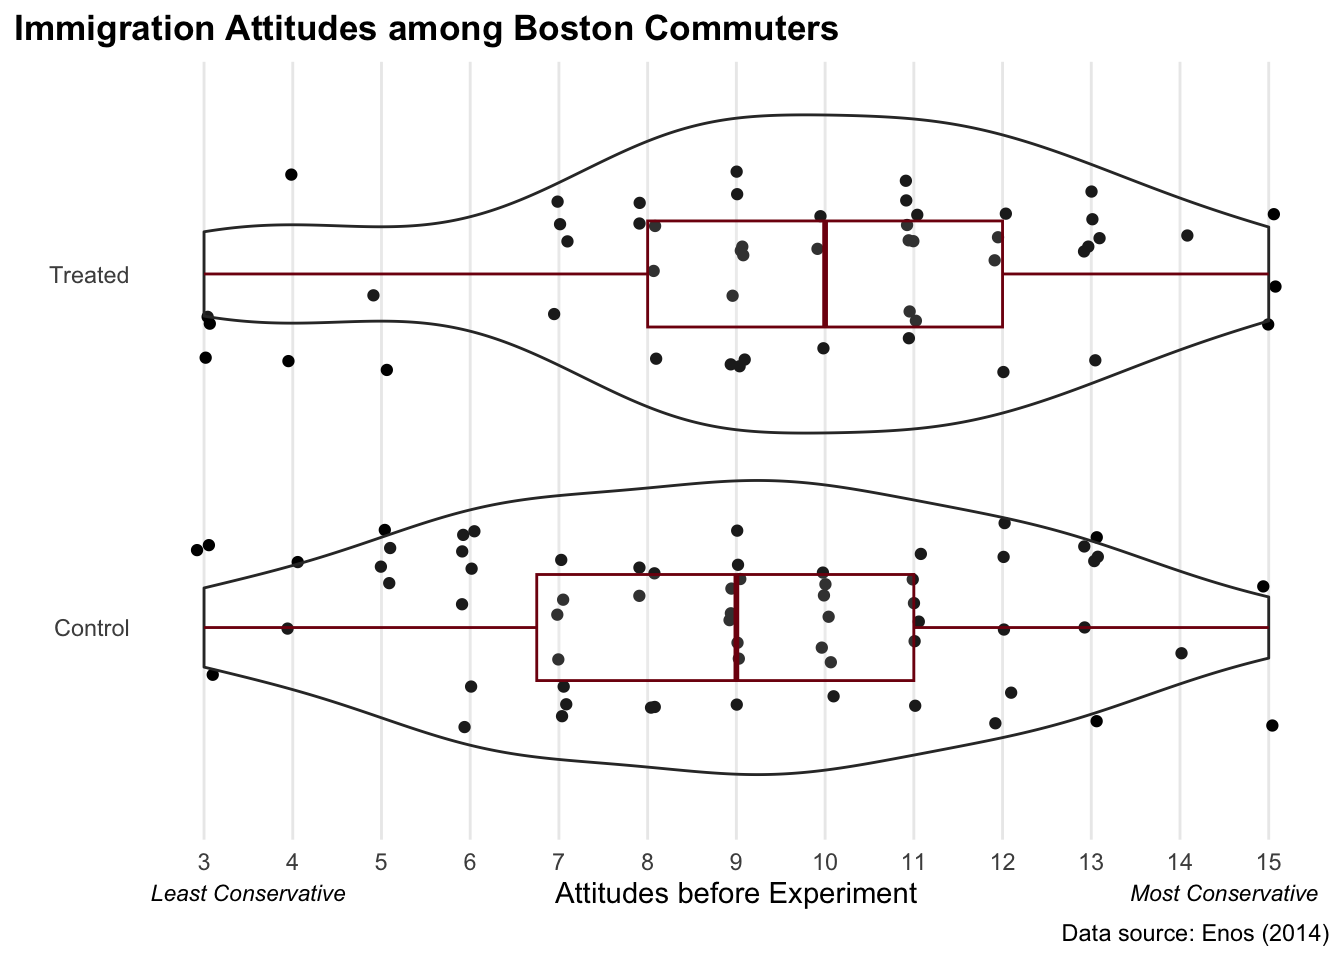 Immigration Attitudes among Boston Commuters
Treated
Control
3 4 5 6 7 8 9 10 11 12 13 14 15
Least Conservative Attitudes before Experiment Most Conservative
Data source: Enos (2014)